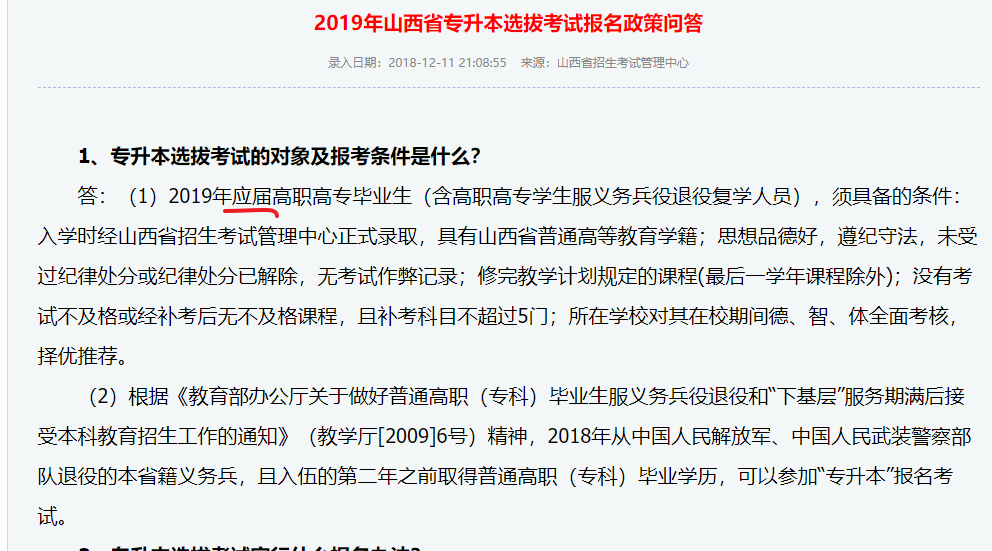 2019年山西省专升本选拔考试报名政策问答
录入日期：2018-12-11 21:08:55 来源：山西省招生考试管理中心
1、专升本选拔考试的对象及报考条件是什么？
答：（1）2019年应届高职高专毕业生（含高职高专学生服义务兵役退役复学人员），须具备的条件：
入学时经山西省招生考试管理中心正式录取，具有山西省普通高等教育学籍；思想品德好，遵纪守法，未受
过纪律处分或纪律处分已解除，无考试作弊记录；修完教学计划规定的课程(最后一学年课程除外)；没有考
试不及格或经补考后无不及格课程，且补考科目不超过5门；所在学校对其在校期间德、智、体全面考核，
择优推荐。
（2）根据《教育部办公厅关于做好普通高职（专科）毕业生服义务兵役退役和“下基层”服务期满后接
受本科教育招生工作的通知》（教学厅[2009]6号）精神，2018年从中国人民解放军、中国人民武装警察部
队退役的本省籍义务兵，且入伍的第二年之前取得普通高职（专科）毕业学历，可以参加“专升本”报名考
试。